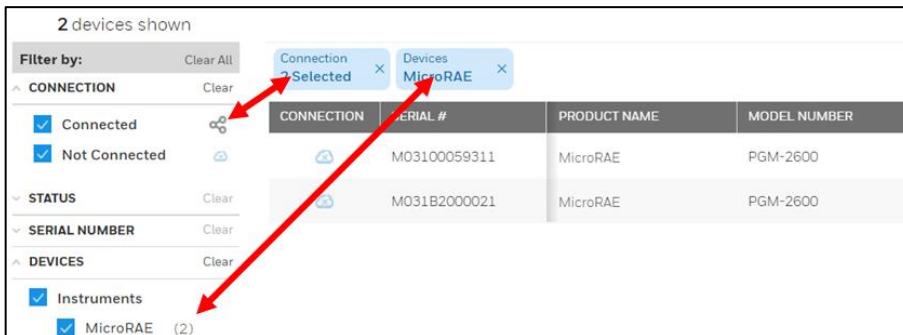 2 devices shown
Filter by: Clear All
CONNECTION Clear
Connected
Not Connected
STATUS Clear
SERIAL NUMBER Clear
DEVICES Clear
Instruments
MicroRAE (2)
Connection
2 Selected
Devices
MicroRAE
CONNECTION SERIAL # PRODUCT NAME MODEL NUMBER
M03100059311 MicroRAE PGM-2600
M031B2000021 MicroRAE PGM-2600